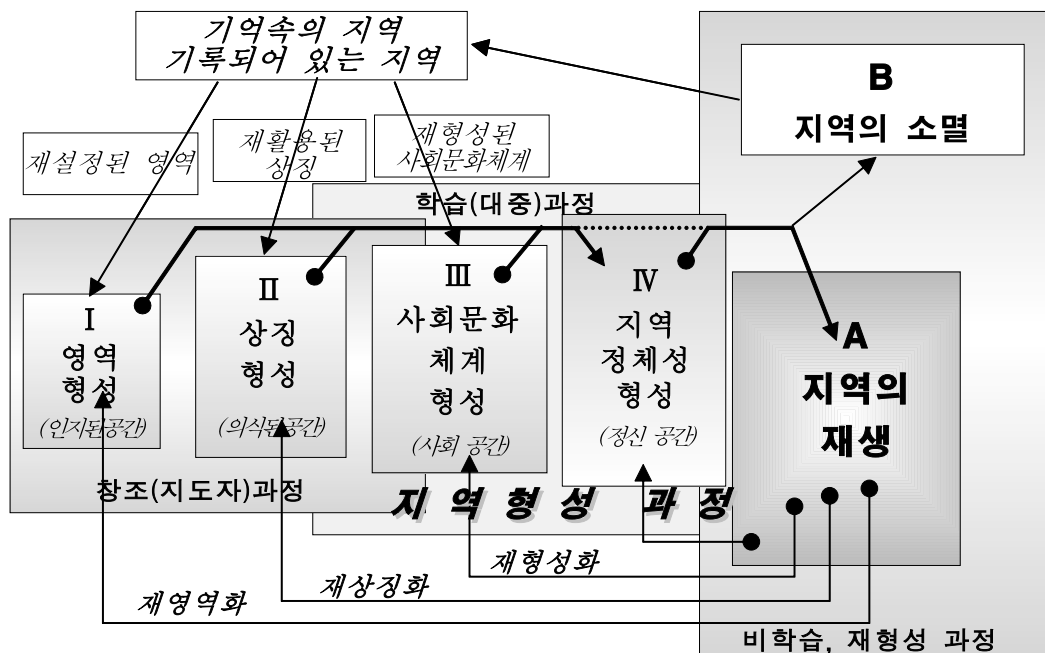 기억속의 지역
기록되어 있는 지역
B
지역의 소멸
재설정된 영역
재활용된
상징
재형성된
사회문화체계
학습(대중)과정
Ⅰ
영역
형성
(인지된공간)
Ⅱ
상징
형성
(의식된공간)
Ⅲ
사회문화
체계
형성
(사회 공간)
Ⅳ
지역
정체성
형성
(정신 공간)
A
지역의
재생
창조(지도자)과정
지역형성 과정
재형성화
재상징화
재영역화
비학습, 재형성 과정